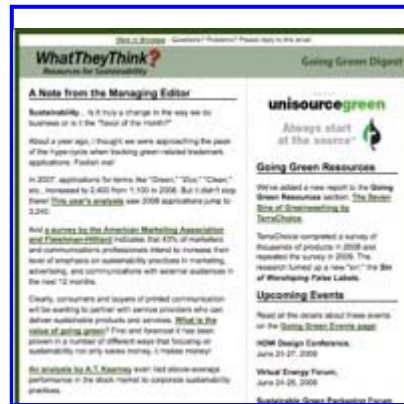 View in Browser  Questions? Problems? Please reply to this email.
WhatTheyThink?
Resources for Sustainability
Going Green Digest
A Note from the Managing Editor
Sustainability... Is it truly a change in the way we do
business or is it the "flavor of the month?"
About a year ago, I thought we were approaching the peak
of the hype-cycle when tracking green-related trademark
applications. Foolish me!
In 2007, applications for terms like "Green," "Eco," "Clean,"
etc., increased to 2,400 from 1,100 in 2006. But it didn't stop
there! This year's analysis saw 2008 applications jump to
3,240.
And a survey by the American Marketing Association
and Fleishman-Hillard indicates that 43% of marketers
and communications professionals intend to increase their
level of emphasis on sustainability practices in marketing,
advertising, and communications with external audiences in
the next 12 months.
Clearly, consumers and buyers of printed communication
will be wanting to partner with service providers who can
deliver sustainable products and services. What is the
value of going green? First and foremost it has been
proven in a number of different ways that focusing on
sustainability not only saves money, it makes money!
An analysis by A.T. Kearney even tied above-average
performance in the stock market to corporate sustainability
practices.
unisourcegreen
Always start
at the source
Going Green Resources
We've added a new report to the Going
Green Resources section: The Seven
Sins of Greenwashing by
TerraChoice.
TerraChoice completed a survey of
thousands of products in 2008 and
repeated the survey in 2009. The
research turned up a new "sin:" the Sin
of Worshiping False Labels.
Upcoming Events
Read all the details about these events
on the Going Green Events page.
HOW Design Conference,
June 24-27, 2009
Virtual Energy Forum,
June 24-25, 2009
Sustainable Green Packaging Forum,